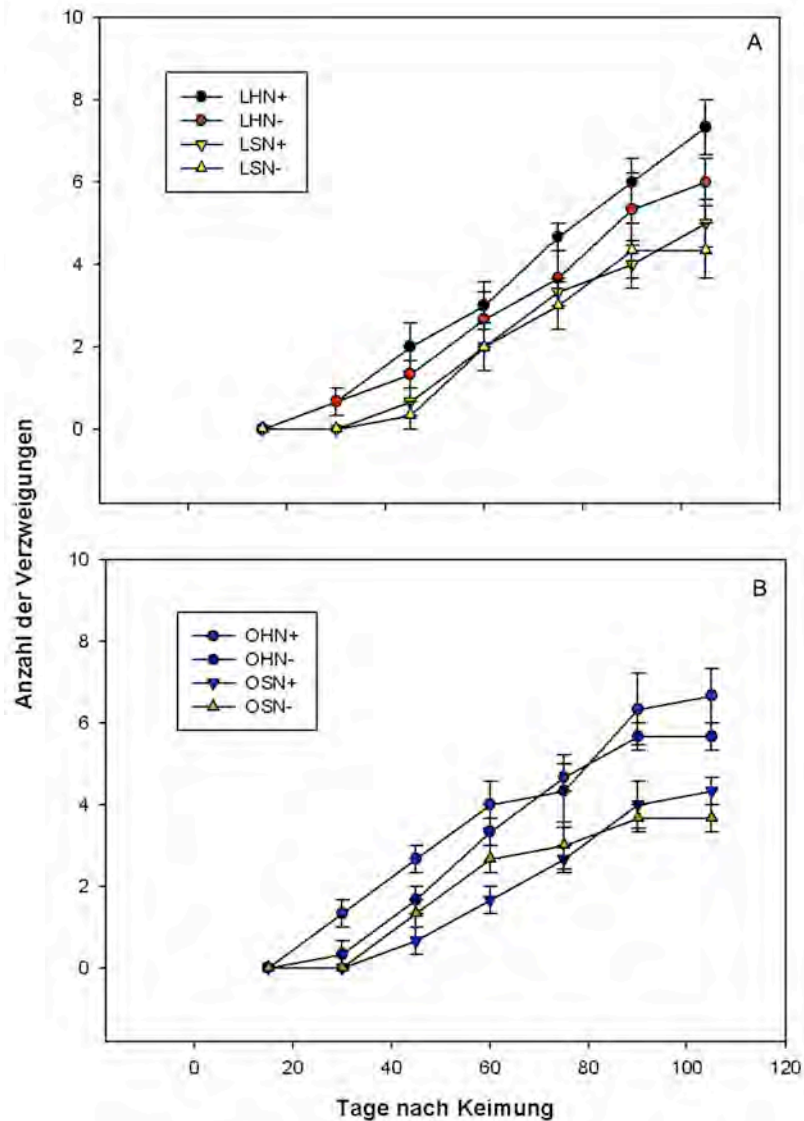 10
A
8
6
4
2
0
LHN+
LHN-
LSN+
LSN-
Anzahl der Verzweigungen
10
B
8
6
4
2
0
OHN+
OHN-
OSN+
OSN-
0 20 40 60 80 100 120
Tage nach Keimung